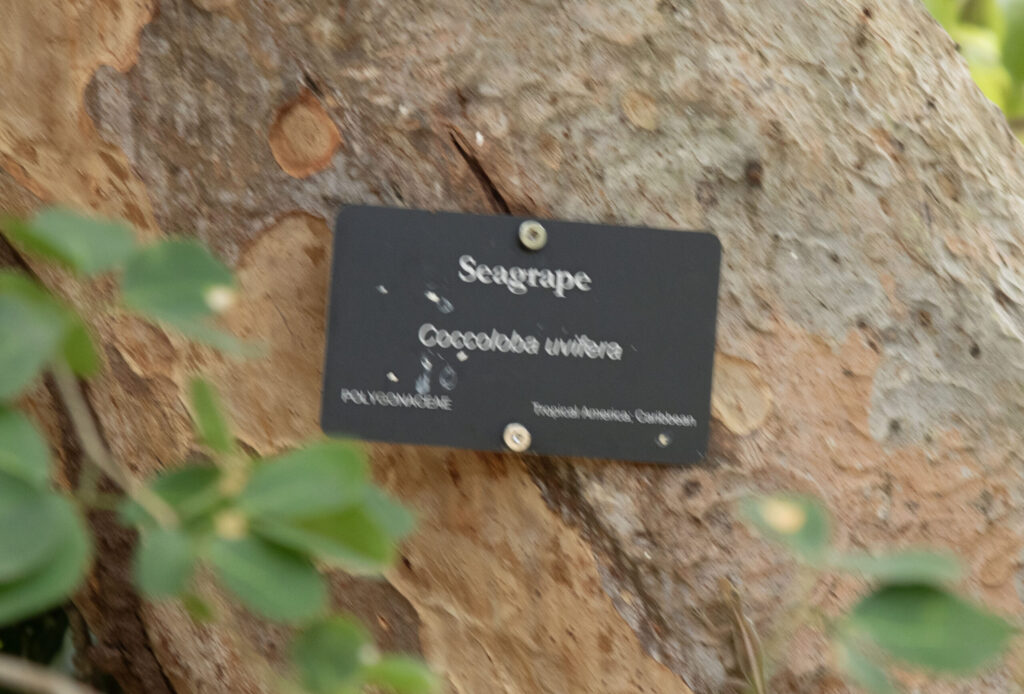 Seagrape
Coccoloba uvifera
POLYGONACEAE
Tropical America; Caribbean